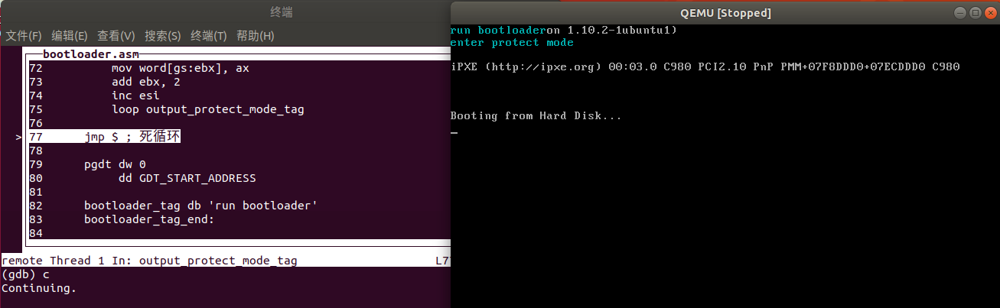 终端
文件(F) 编辑(E) 查看(V) 搜索(S) 终端(T) 帮助(H)
bootloader.asm
72 mov word[gs:ebx], ax
73 add ebx, 2
74 inc esi
75 loop output_protect_mode_tag
76
> 77 jmp $ ; 死循环
78
79 pgdt dw 0
80 dd GDT_START_ADDRESS
81
82 bootloader_tag db 'run bootloader'
83 bootloader_tag_end:
84
remote Thread 1 In: output_protect_mode_tag L7
(gdb) c
Continuing.
QEMU [Stopped]
run bootloaderon 1.10.2-1ubuntu1)
enter protect mode
iPXE (http://ipxe.org) 00:03.0 C980 PCI2.10 PnP PMM+07F8DDD0+07ECDDD0 C980
Booting from Hard Disk...